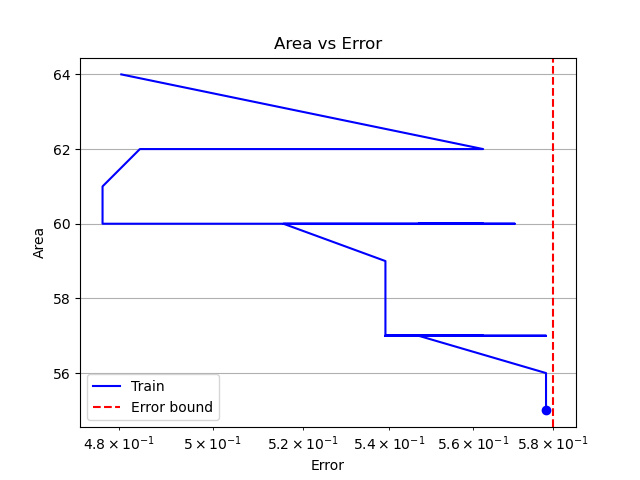 Area vs Error
64
62
60
58
56
Area
Train
Error bound
4.8 × 10⁻¹ 5 × 10⁻¹ 5.2 × 10⁻¹ 5.4 × 10⁻¹ 5.6 × 10⁻¹ 5.8 × 10⁻¹
Error